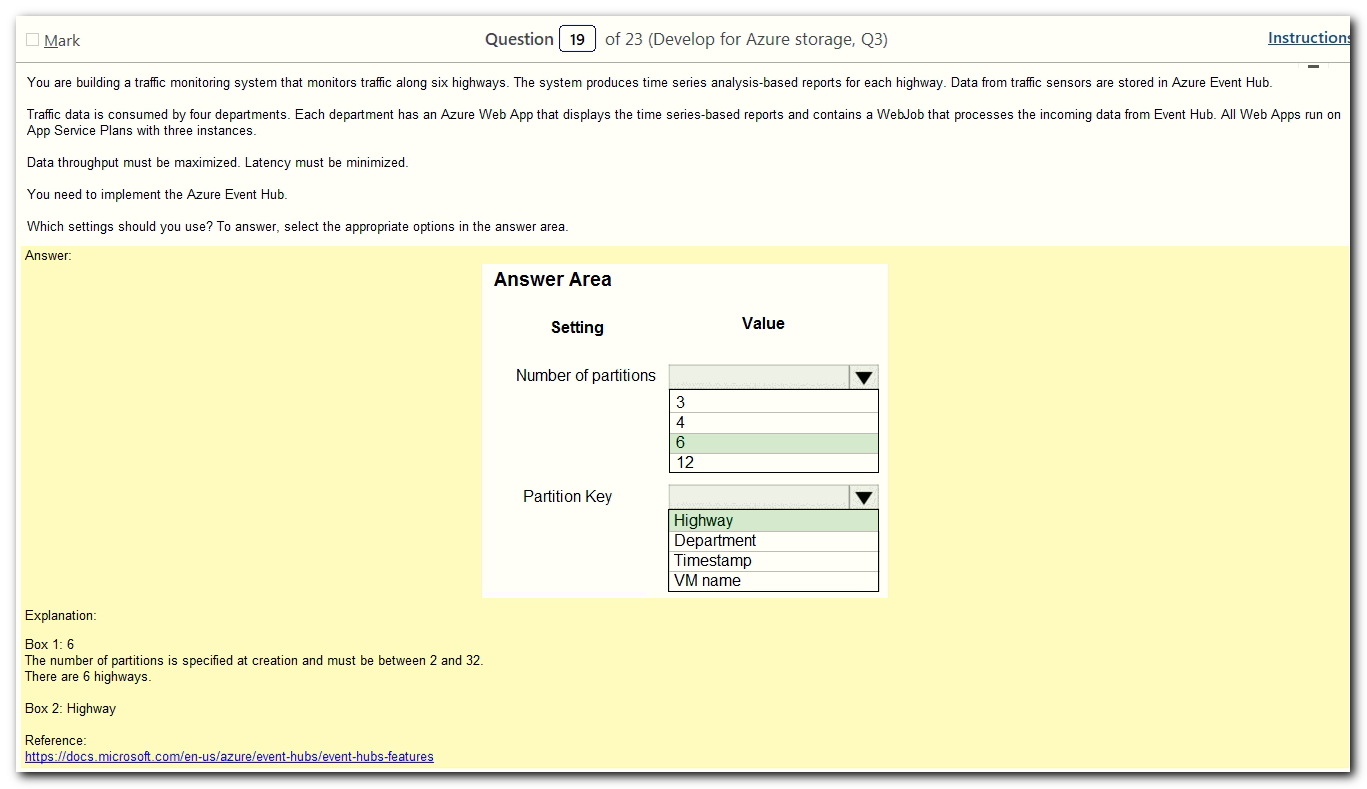 Mark
Question 19 of 23 (Develop for Azure storage, Q3)
Instructions
You are building a traffic monitoring system that monitors traffic along six highways. The system produces time series analysis-based reports for each highway. Data from traffic sensors are stored in Azure Event Hub.
Traffic data is consumed by four departments. Each department has an Azure Web App that displays the time series-based reports and contains a WebJob that processes the incoming data from Event Hub. All Web Apps run on
App Service Plans with three instances.
Data throughput must be maximized. Latency must be minimized.
You need to implement the Azure Event Hub.
Which settings should you use? To answer, select the appropriate options in the answer area.
Answer:
Answer Area
Setting Value
Number of partitions
3
4
6
12
Partition Key
Highway
Department
Timestamp
VM name
Explanation:
Box 1: 6
The number of partitions is specified at creation and must be between 2 and 32.
There are 6 highways.
Box 2: Highway
Reference:
https://docs.microsoft.com/en-us/azure/event-hubs/event-hubs-features